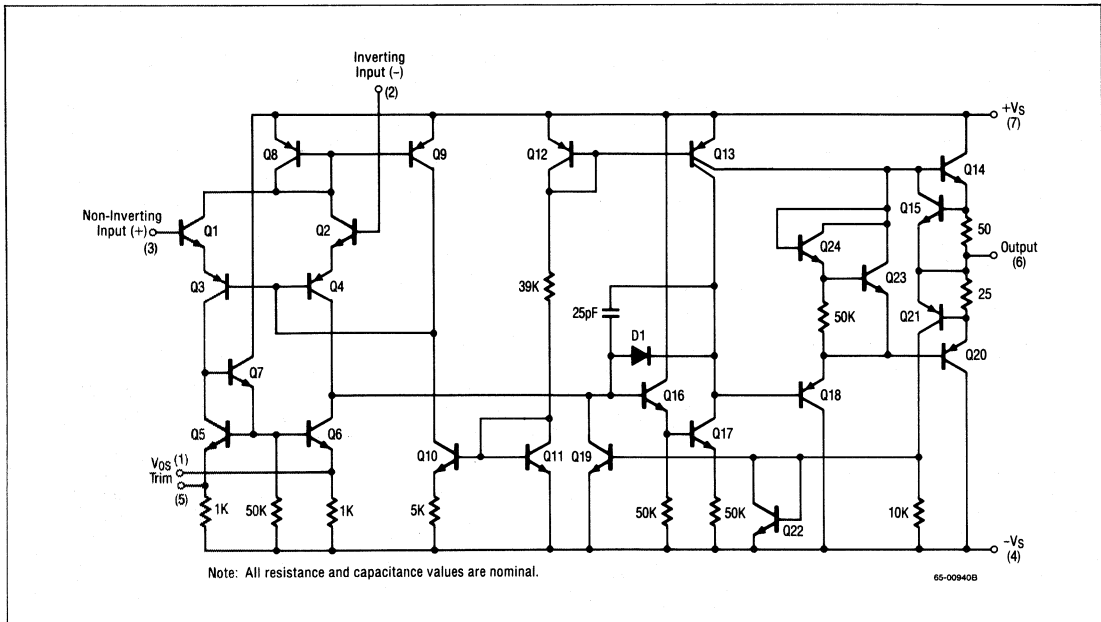 Inverting
Input (–)
(2)
+VS
(7)
Q8
Q9
Q12
Q13
Q14
Non-Inverting
Input (+)
(3)
Q1
Q2
Q15
50
Q24
Output
(6)
Q3
Q4
39K
Q23
25
25pF
50K
Q21
D1
Q7
Q20
Q16
Q18
Q5
Q6
Q10
Q11
Q19
Q17
VOS (1)
Trim
(5)
1K
50K
1K
5K
50K
50K
Q22
10K
–VS
(4)
Note: All resistance and capacitance values are nominal.
65-00940B